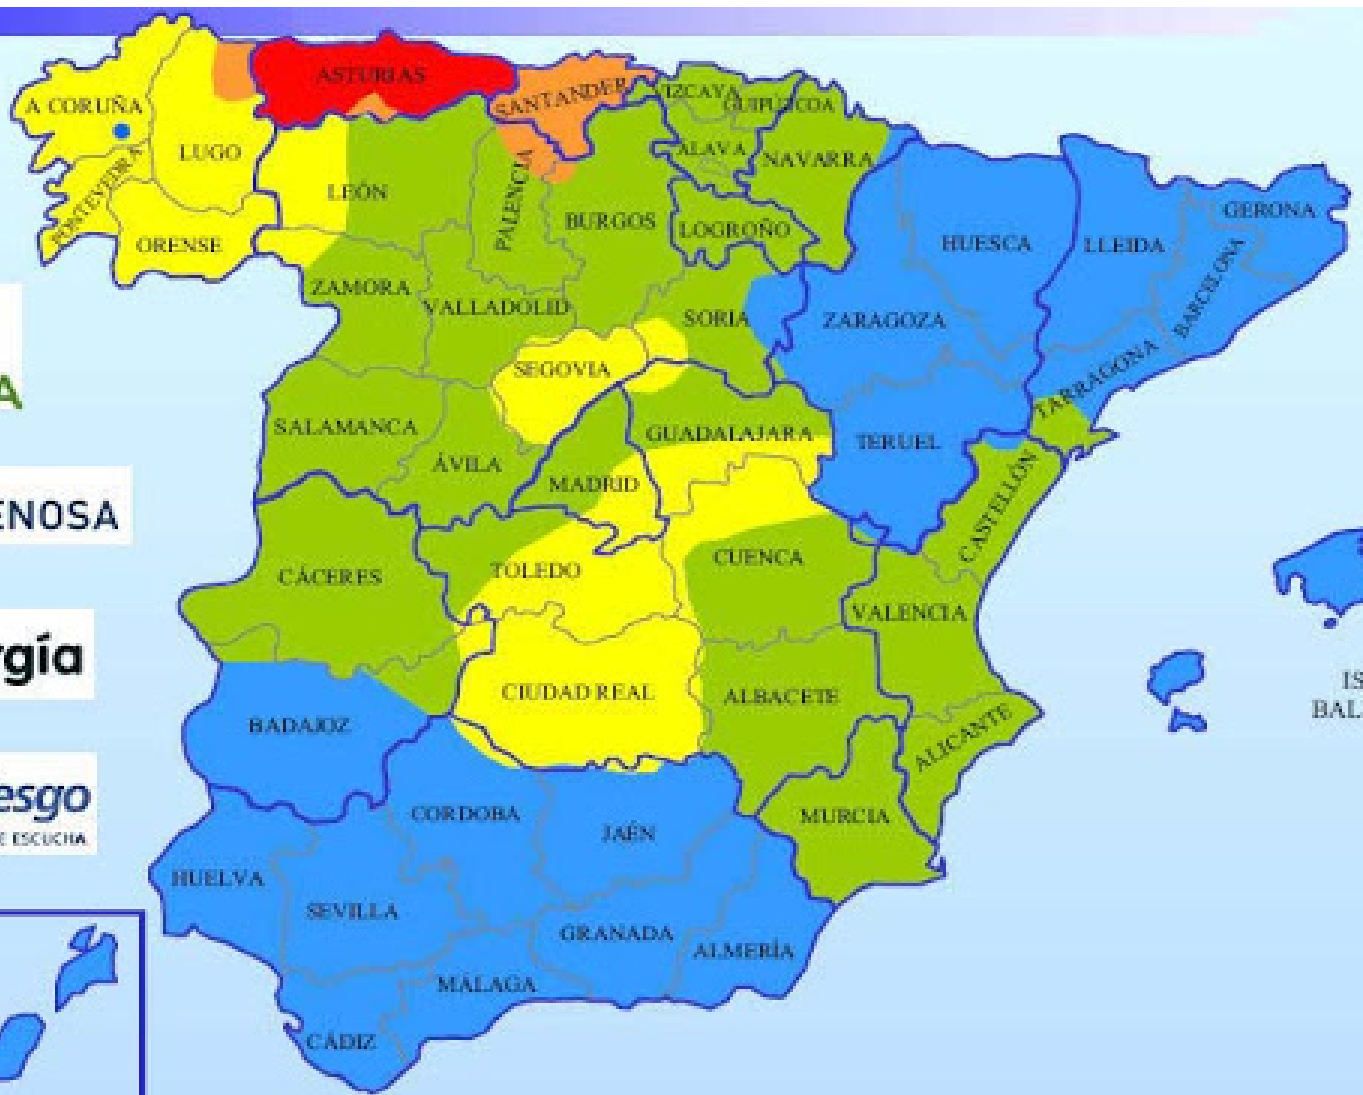 ASTURIAS
SANTANDER
VIZCAYA
GUIPÚZCOA
A CORUÑA
LUGO
ALAVA
NAVARRA
LEÓN
PALENCIA
BURGOS
LOGROÑO
HUESCA
LLEIDA
GERONA
PONTEVEDRA
ORENSE
BARCELONA
ZAMORA
VALLADOLID
SORIA
ZARAGOZA
SEGOVIA
TARRAGONA
A
SALAMANCA
GUADALAJARA
TERUEL
ÁVILA
MADRID
CASTELLÓN
ENOSA
CÁCERES
TOLEDO
CUENCA
VALENCIA
rgía
CIUDAD REAL
ALBACETE
IS
BAL
BADAJOZ
ALICANTE
esgo
E ESCUCHA
CORDOBA
JAÉN
MURCIA
HUELVA
SEVILLA
GRANADA
ALMERÍA
MÁLAGA
CÁDIZ